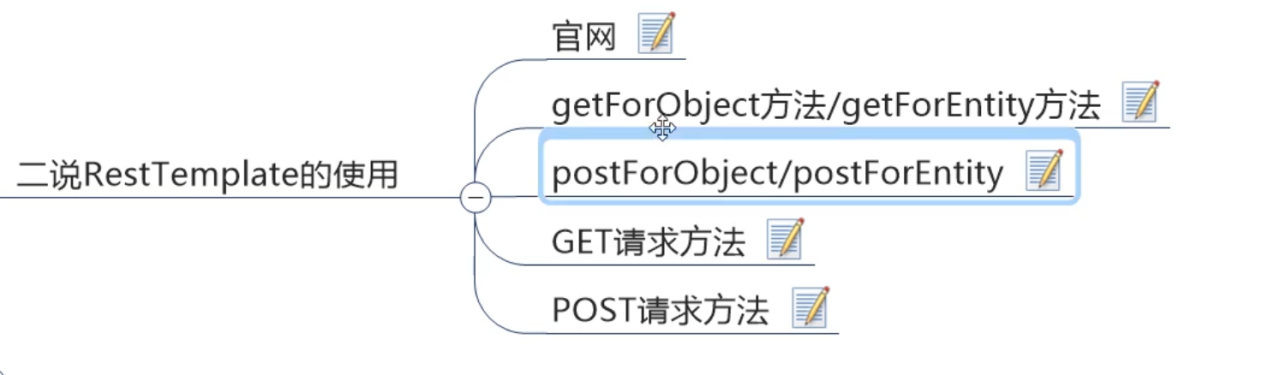 官网
getForObject方法/getForEntity方法
二说RestTemplate的使用
postForObject/postForEntity
GET请求方法
POST请求方法